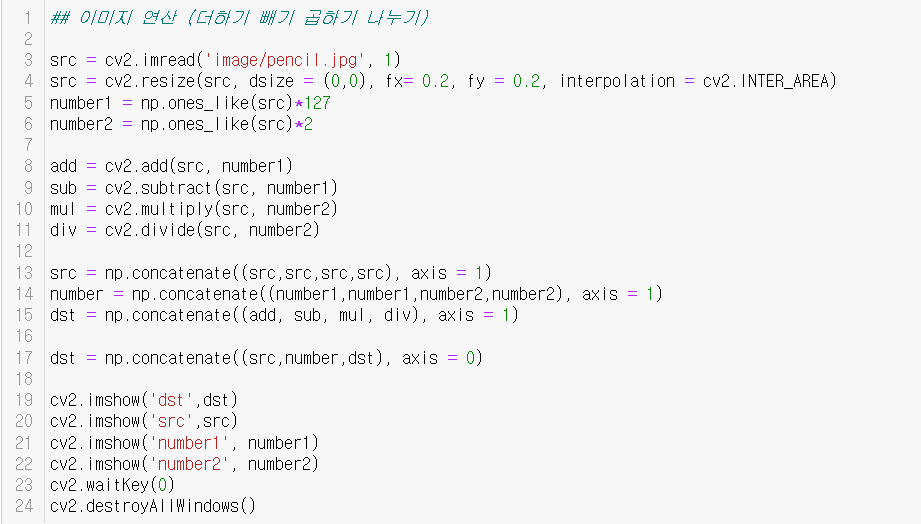 1 ## 이미지 연산 (더하기 빼기 곱하기 나누기)
2
3 src = cv2.imread('image/pencil.jpg', 1)
4 src = cv2.resize(src, dsize = (0,0), fx= 0.2, fy = 0.2, interpolation = cv2.INTER_AREA)
5 number1 = np.ones_like(src)*127
6 number2 = np.ones_like(src)*2
7
8 add = cv2.add(src, number1)
9 sub = cv2.subtract(src, number1)
10 mul = cv2.multiply(src, number2)
11 div = cv2.divide(src, number2)
12
13 src = np.concatenate((src,src,src,src), axis = 1)
14 number = np.concatenate((number1,number1,number2,number2), axis = 1)
15 dst = np.concatenate((add, sub, mul, div), axis = 1)
16
17 dst = np.concatenate((src,number,dst), axis = 0)
18
19 cv2.imshow('dst',dst)
20 cv2.imshow('src',src)
21 cv2.imshow('number1', number1)
22 cv2.imshow('number2', number2)
23 cv2.waitKey(0)
24 cv2.destroyAllWindows()